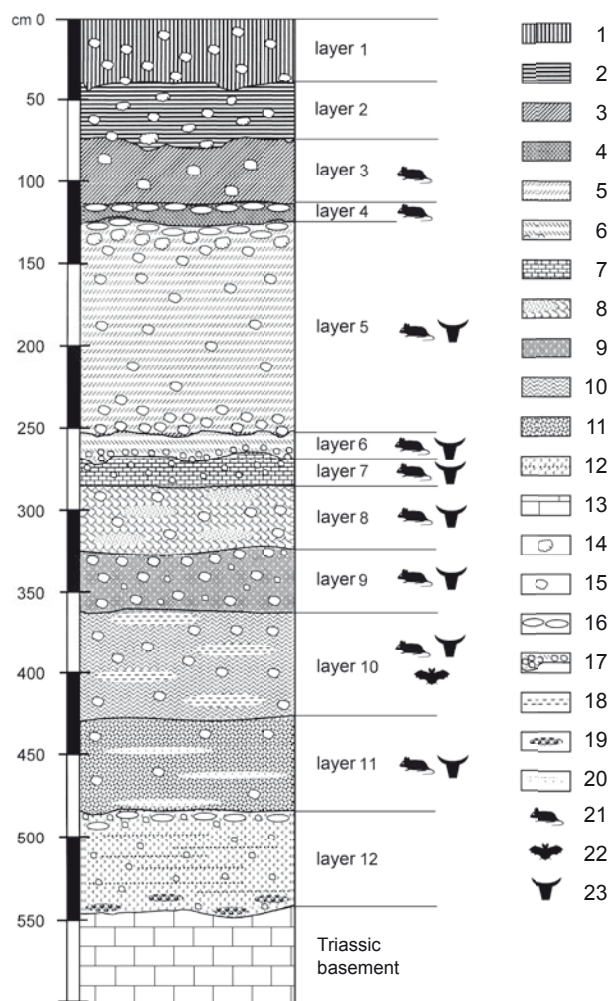 cm 0
50
100
150
200
250
300
350
400
450
500
550
layer 1
layer 2
layer 3
layer 4
layer 5
layer 6
layer 7
layer 8
layer 9
layer 10
layer 11
layer 12
Triassic
basement
1
2
3
4
5
6
7
8
9
10
11
12
13
14
15
16
17
18
19
20
21
22
23